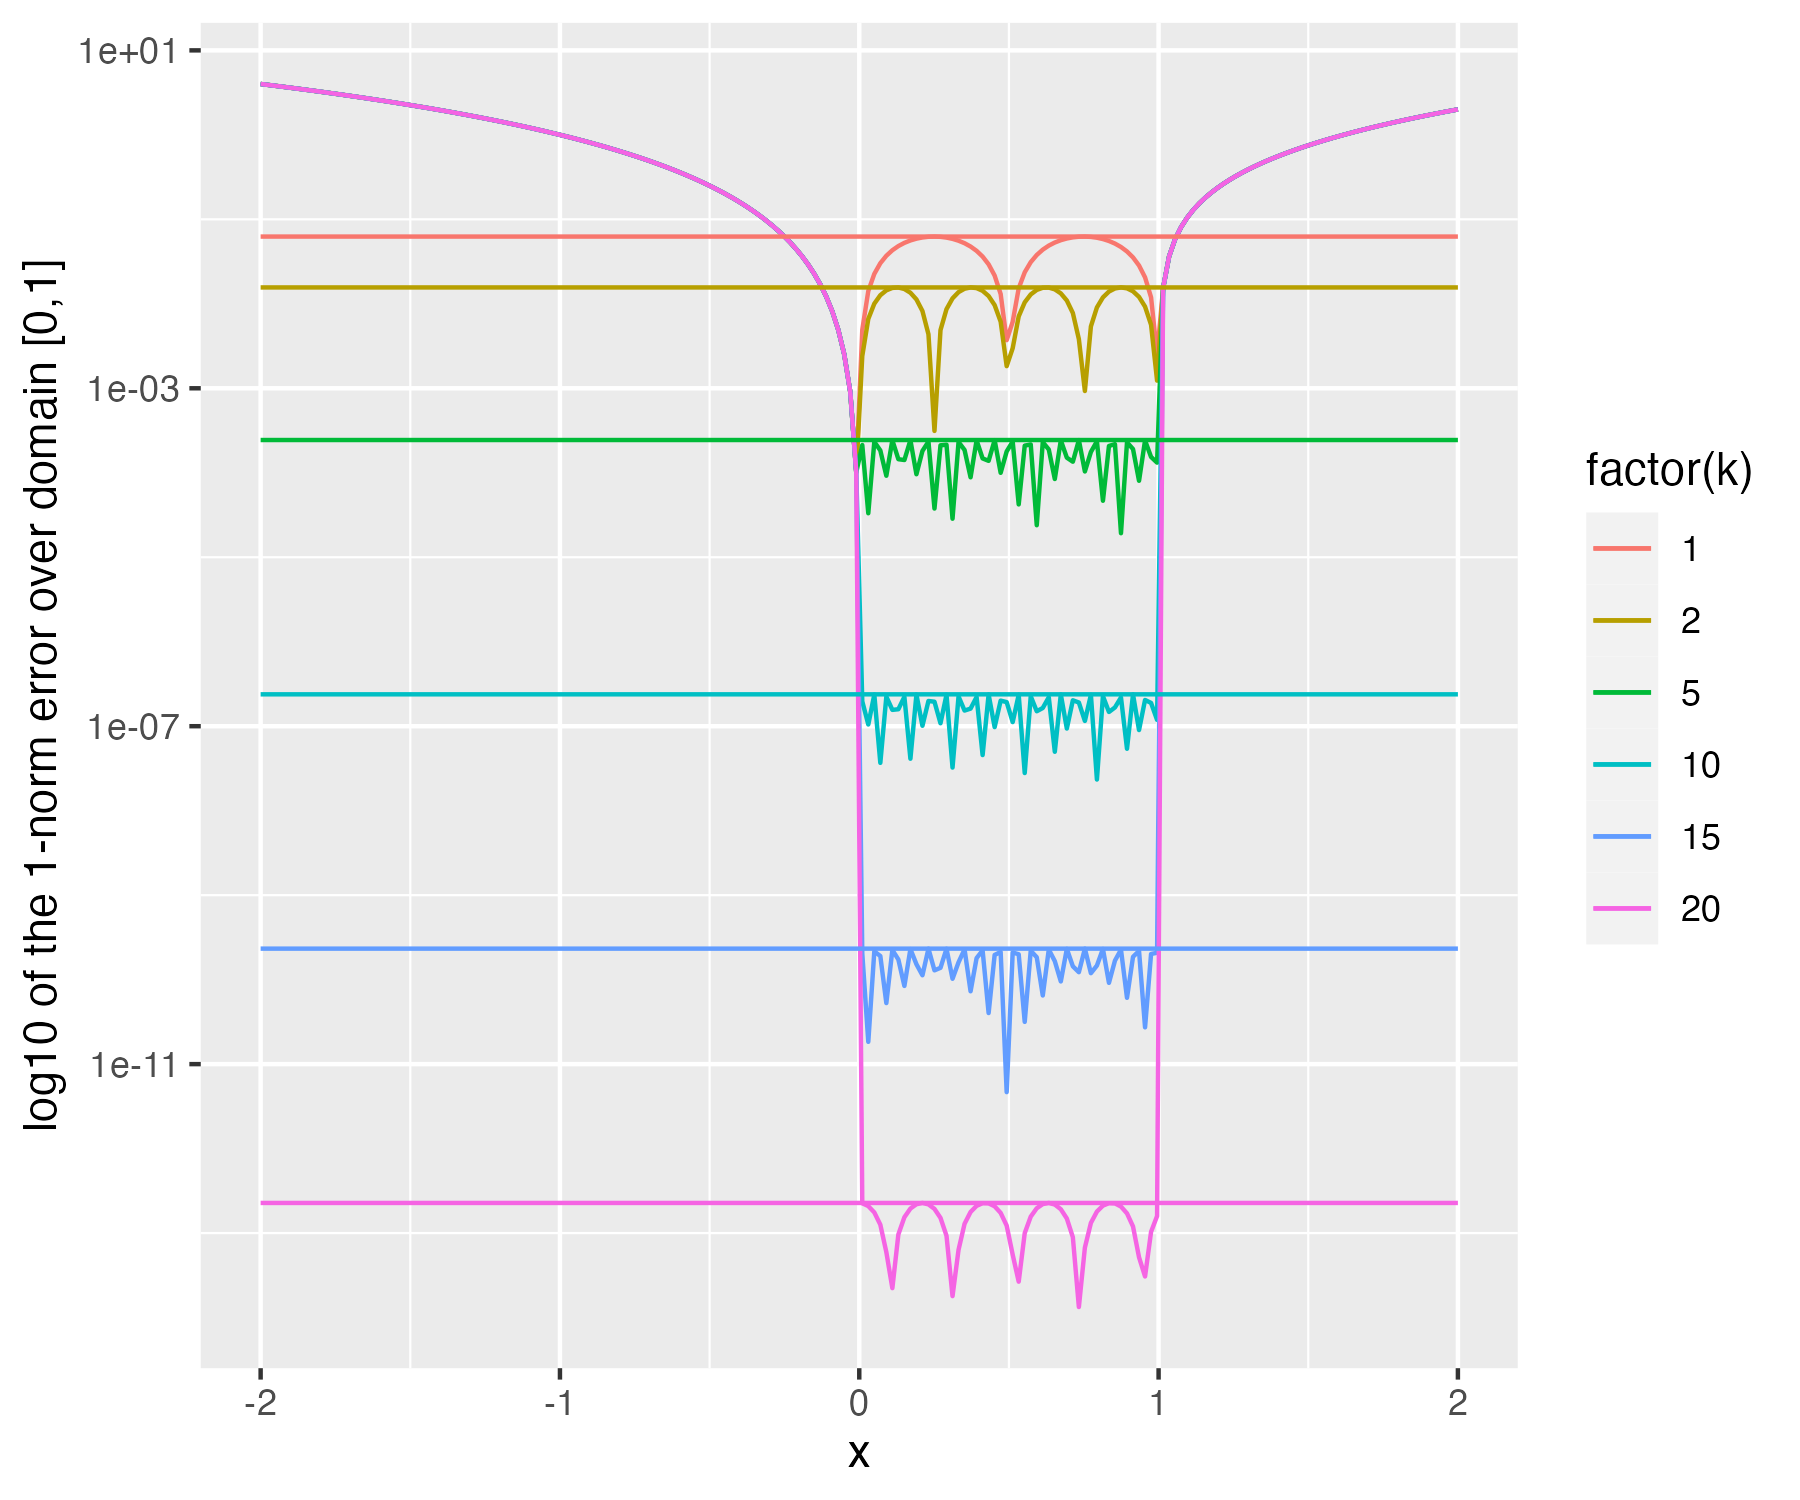 log10 of the 1-norm error over domain [0,1]
1e+01
1e-03
1e-07
1e-11
-2
-1
0
1
2
x
factor(k)
1
2
5
10
15
20